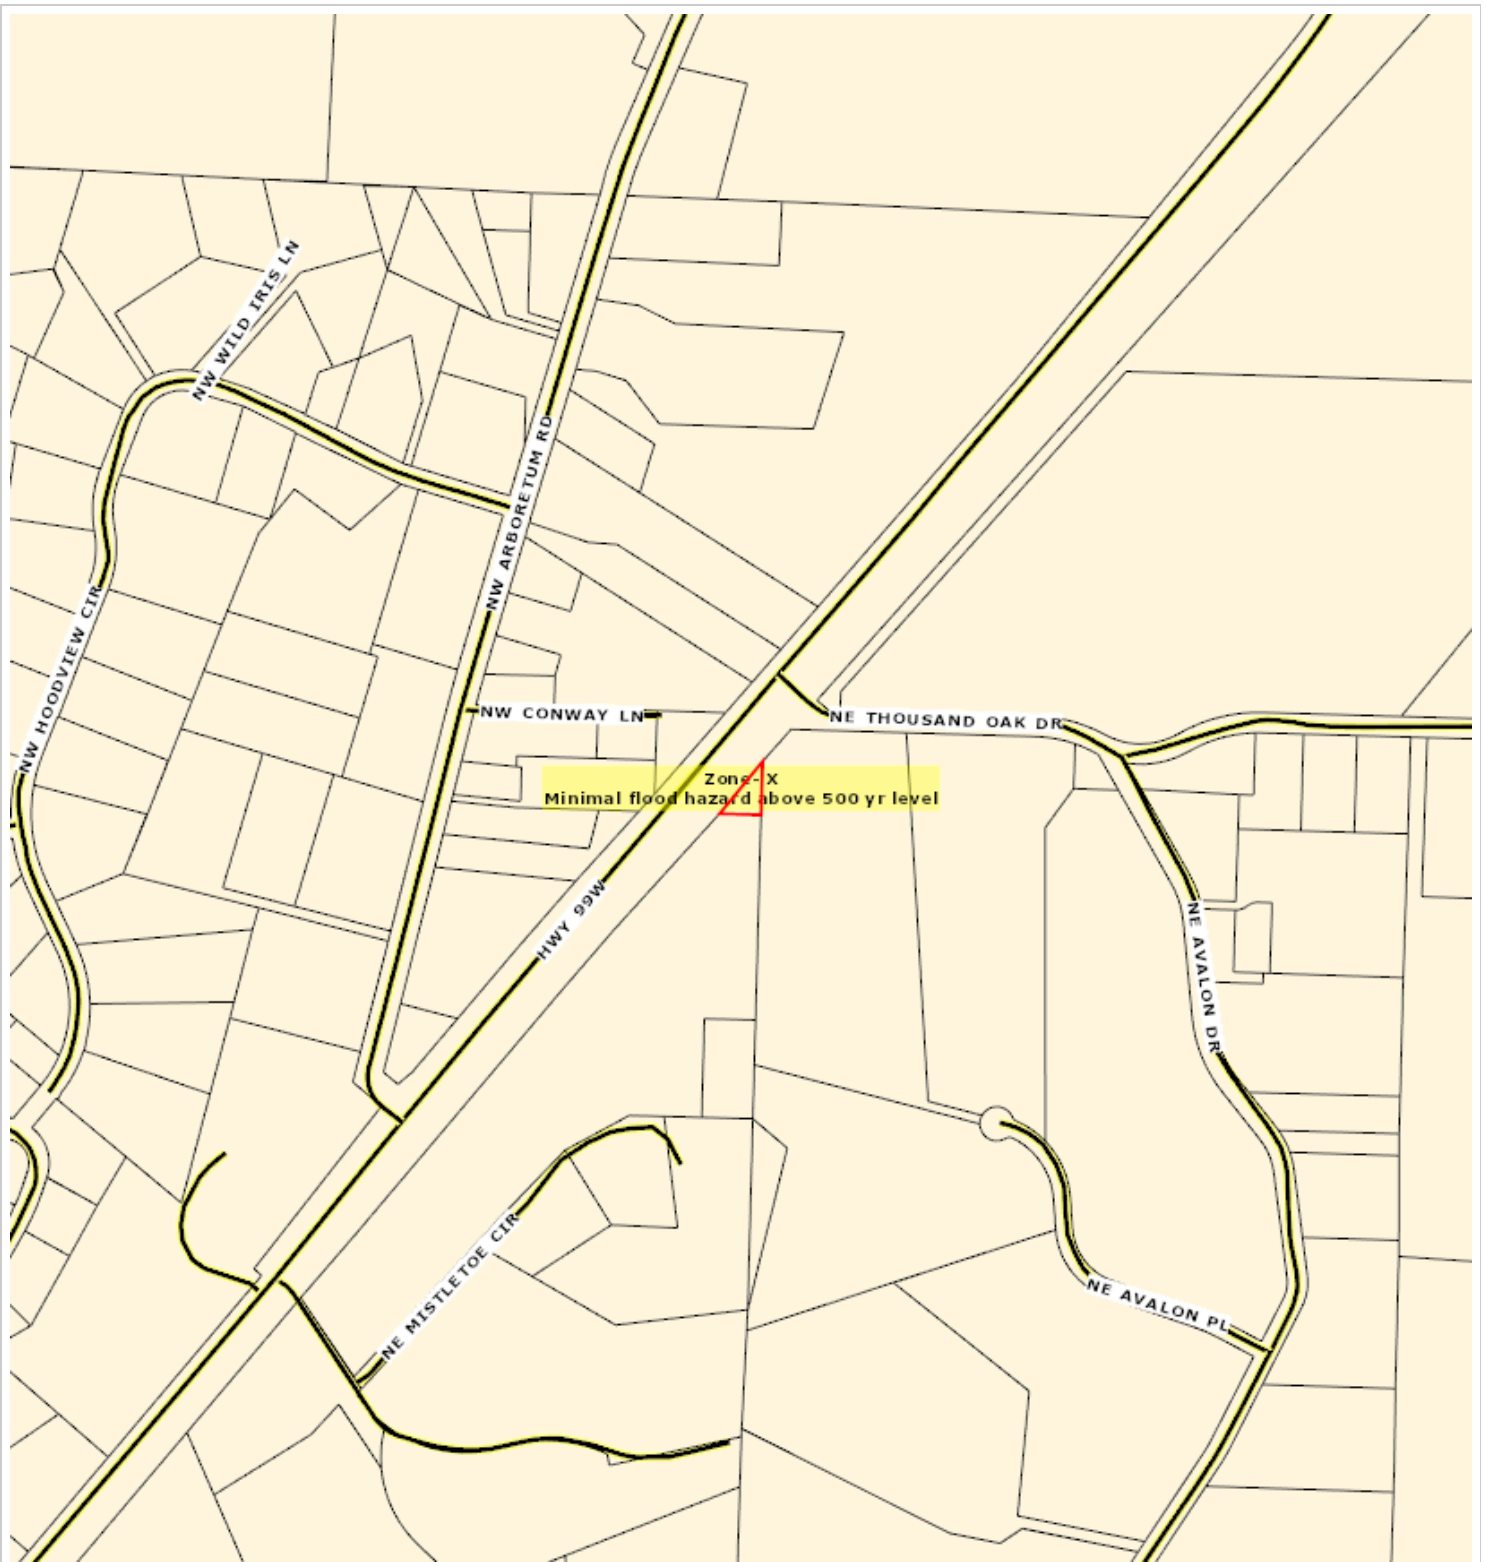 NW WILD IRIS LN
NW ARBORETUM RD
NW HOODVIEW CIR
NW CONWAY LN
NE THOUSAND OAK DR
Zone- X
Minimal flood hazard above 500 yr level
HWY 99W
NE AVALON DR
NE MISTLETOE CIR
NE AVALON PL